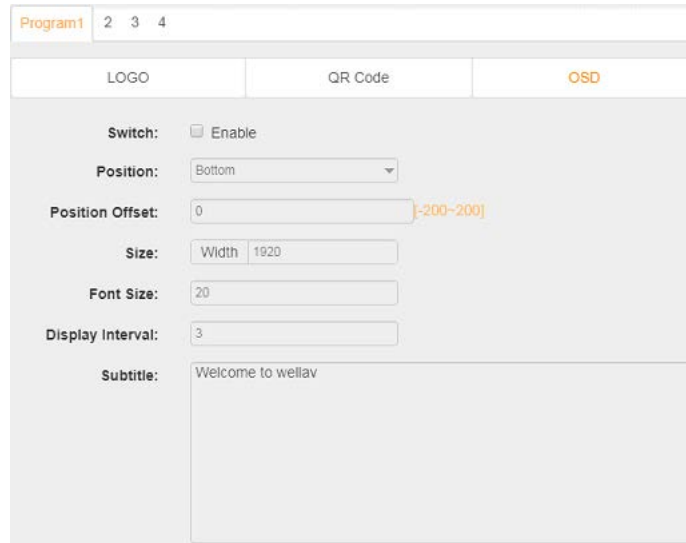 Program1 2 3 4
LOGO QR Code OSD
Switch: Enable
Position: Bottom
Position Offset: 0 [-200~200]
Size: Width 1920
Font Size: 20
Display Interval: 3
Subtitle: Welcome to wellav